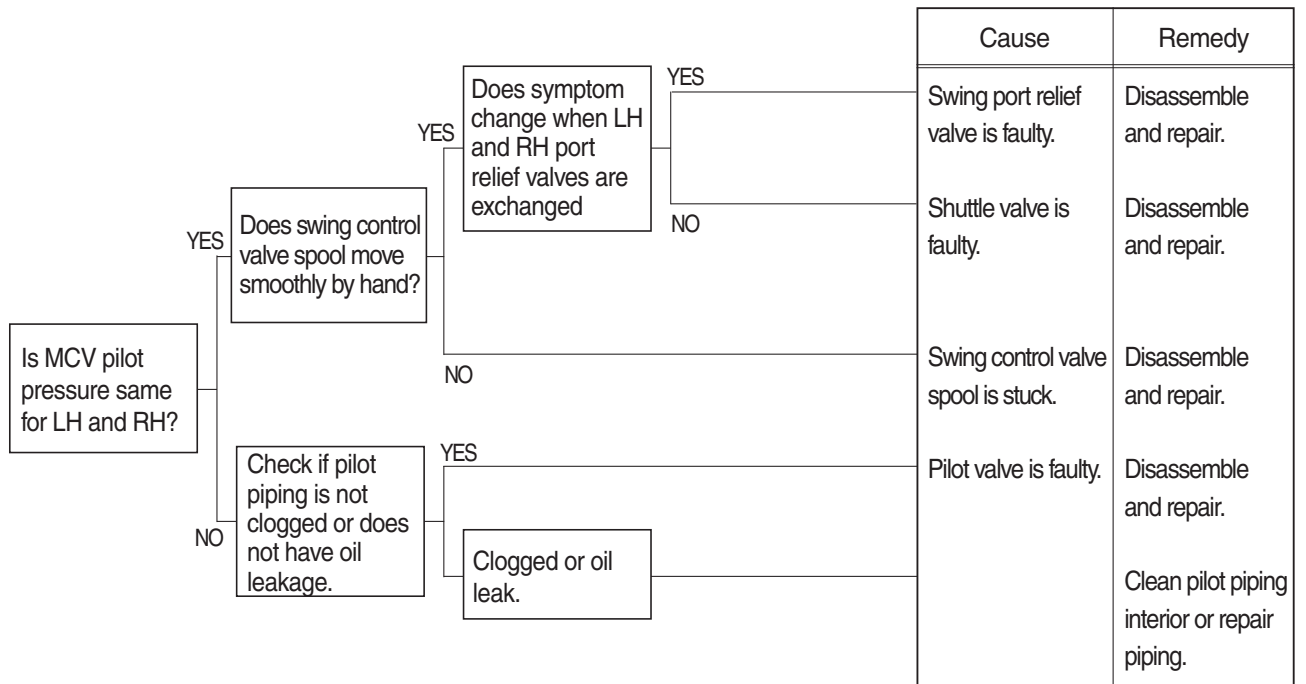 Cause
Remedy
YES
Does symptom
change when LH
and RH port
relief valves are
exchanged
YES
Swing port relief
valve is faulty.
Disassemble
and repair.
NO
Shuttle valve is
faulty.
Disassemble
and repair.
YES
Does swing control
valve spool move
smoothly by hand?
NO
Swing control valve
spool is stuck.
Disassemble
and repair.
Is MCV pilot
pressure same
for LH and RH?
NO
Check if pilot
piping is not
clogged or does
not have oil
leakage.
YES
Pilot valve is faulty.
Disassemble
and repair.
Clogged or oil
leak.
Clean pilot piping
interior or repair
piping.